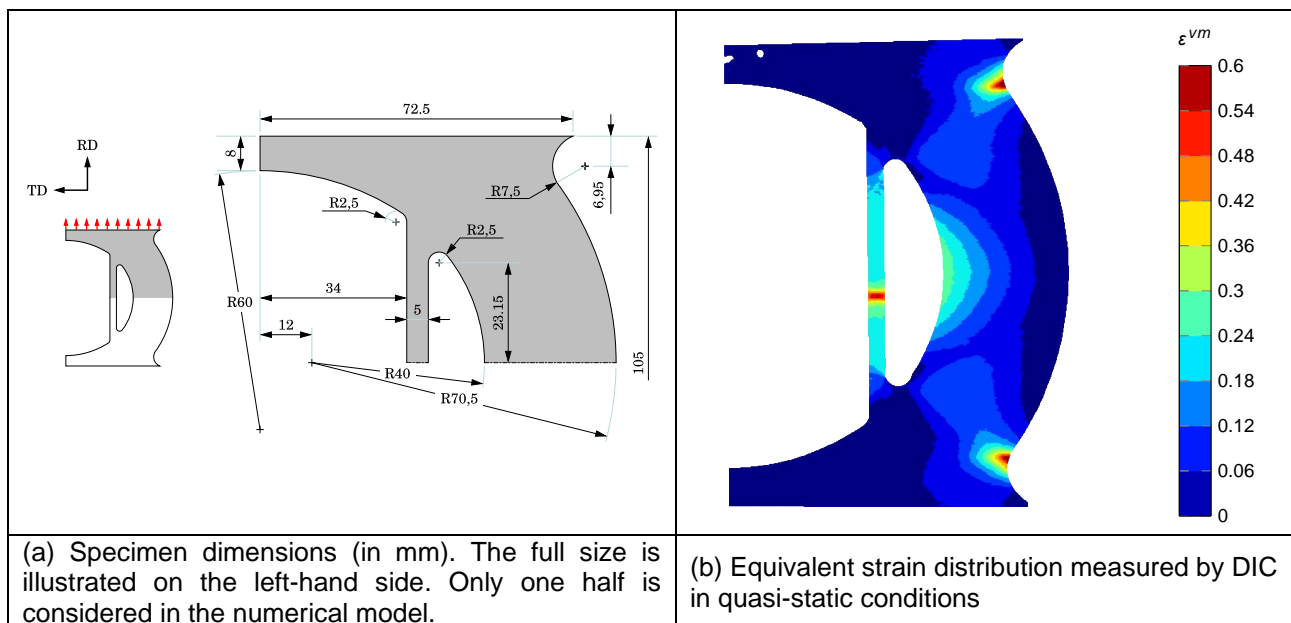 72.5
RD
8
TD
R7,5
6,95
R2,5
R2,5
R60
34
5
23.15
12
105
R40
R70,5
(a) Specimen dimensions (in mm). The full size is
illustrated on the left-hand side. Only one half is
considered in the numerical model.
ε^vm
0.6
0.54
0.48
0.42
0.36
0.3
0.24
0.18
0.12
0.06
0
(b) Equivalent strain distribution measured by DIC
in quasi-static conditions